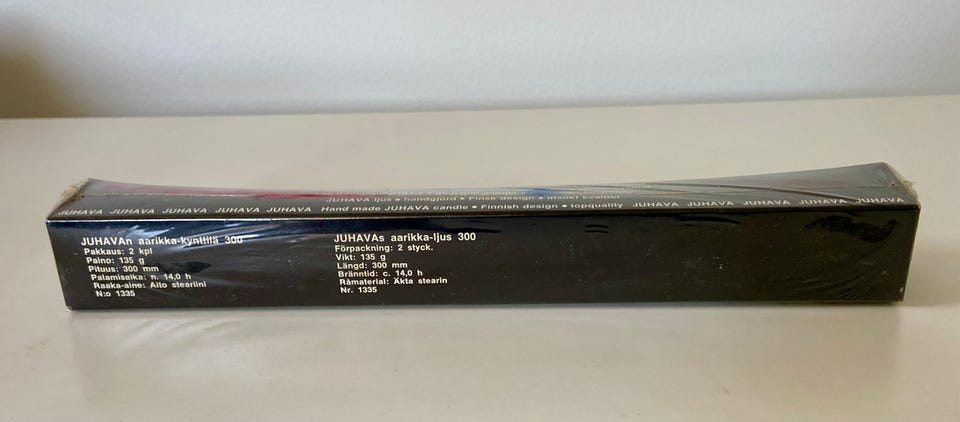 JUHAVA ljus • handgjord • Finsk design • utsökt kvalitet
JUHAVA JUHAVA JUHAVA JUHAVA JUHAVA Hand made JUHAVA candle • Finnish design • topquality JUHAVA JUHAVA JUHAVA JUHAVA JUHAVA
JUHAVAn aarikka-kynttilä 300
Pakkaus: 2 kpl
Paino: 135 g
Pituus: 300 mm
Palamisaika: n. 14,0 h
Raaka-aine: Aito steariini
N:o 1335
JUHAVAs aarikka-ljus 300
Förpackning: 2 styck.
Vikt: 135 g
Längd: 300 mm
Bränntid: c. 14,0 h
Råmaterial: Äkta stearin
Nr. 1335